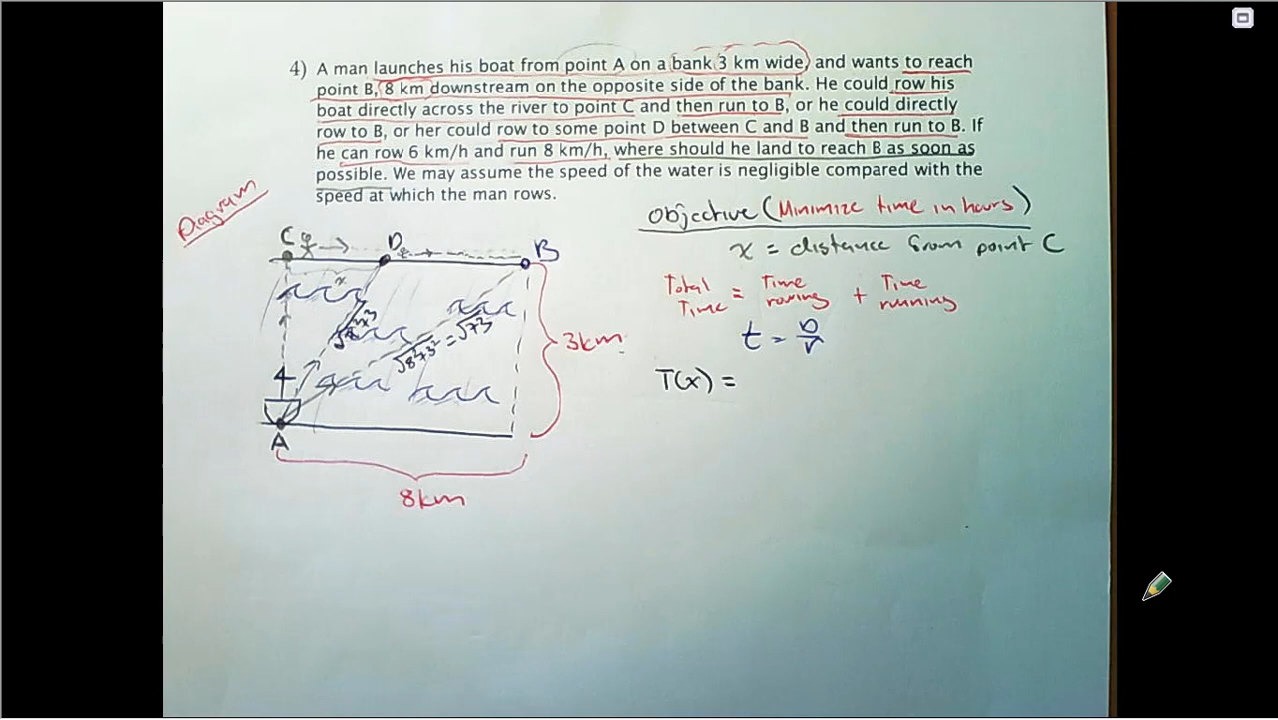 4) A man launches his boat from point A on a bank 3 km wide, and wants to reach
point B, 8 km downstream on the opposite side of the bank. He could row his
boat directly across the river to point C and then run to B, or he could directly
row to B, or her could row to some point D between C and B and then run to B. If
he can row 6 km/h and run 8 km/h, where should he land to reach B as soon as
possible. We may assume the speed of the water is negligible compared with the
speed at which the man rows.
Diagram
Objective (Minimize time in hours)
x = distance from point C
Total Time = Time rowing + Time running
t = D/r
T(x) =
C D B
x
√8²+3² = √73
3km
A
8km